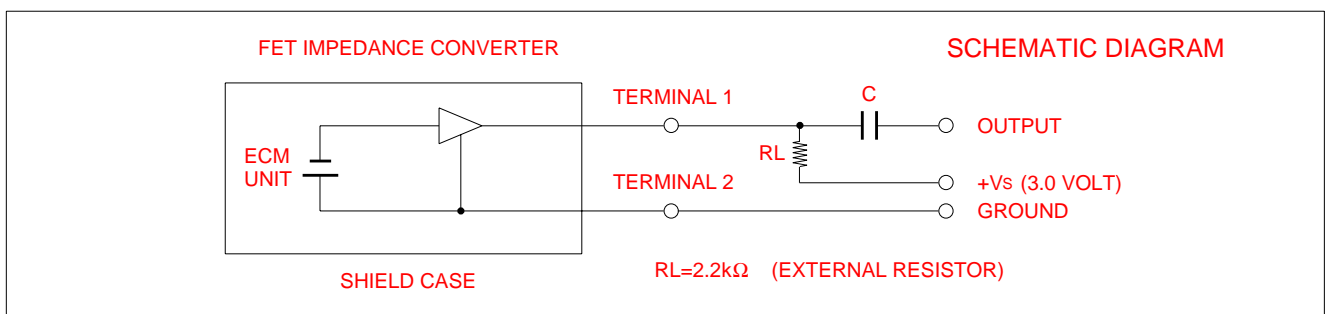 FET IMPEDANCE CONVERTER
SCHEMATIC DIAGRAM
TERMINAL 1
C
OUTPUT
ECM
UNIT
RL
TERMINAL 2
+VS (3.0 VOLT)
GROUND
SHIELD CASE
RL=2.2kΩ (EXTERNAL RESISTOR)